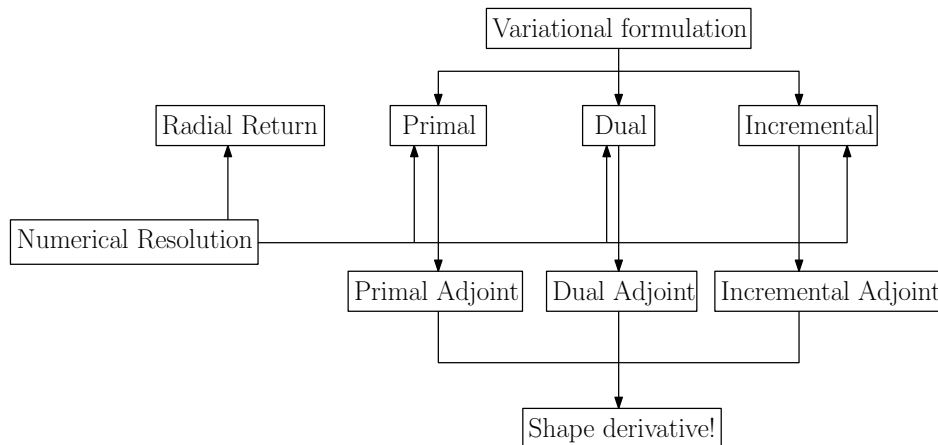 Variational formulation
Radial Return
Primal
Dual
Incremental
Numerical Resolution
Primal Adjoint
Dual Adjoint
Incremental Adjoint
Shape derivative!